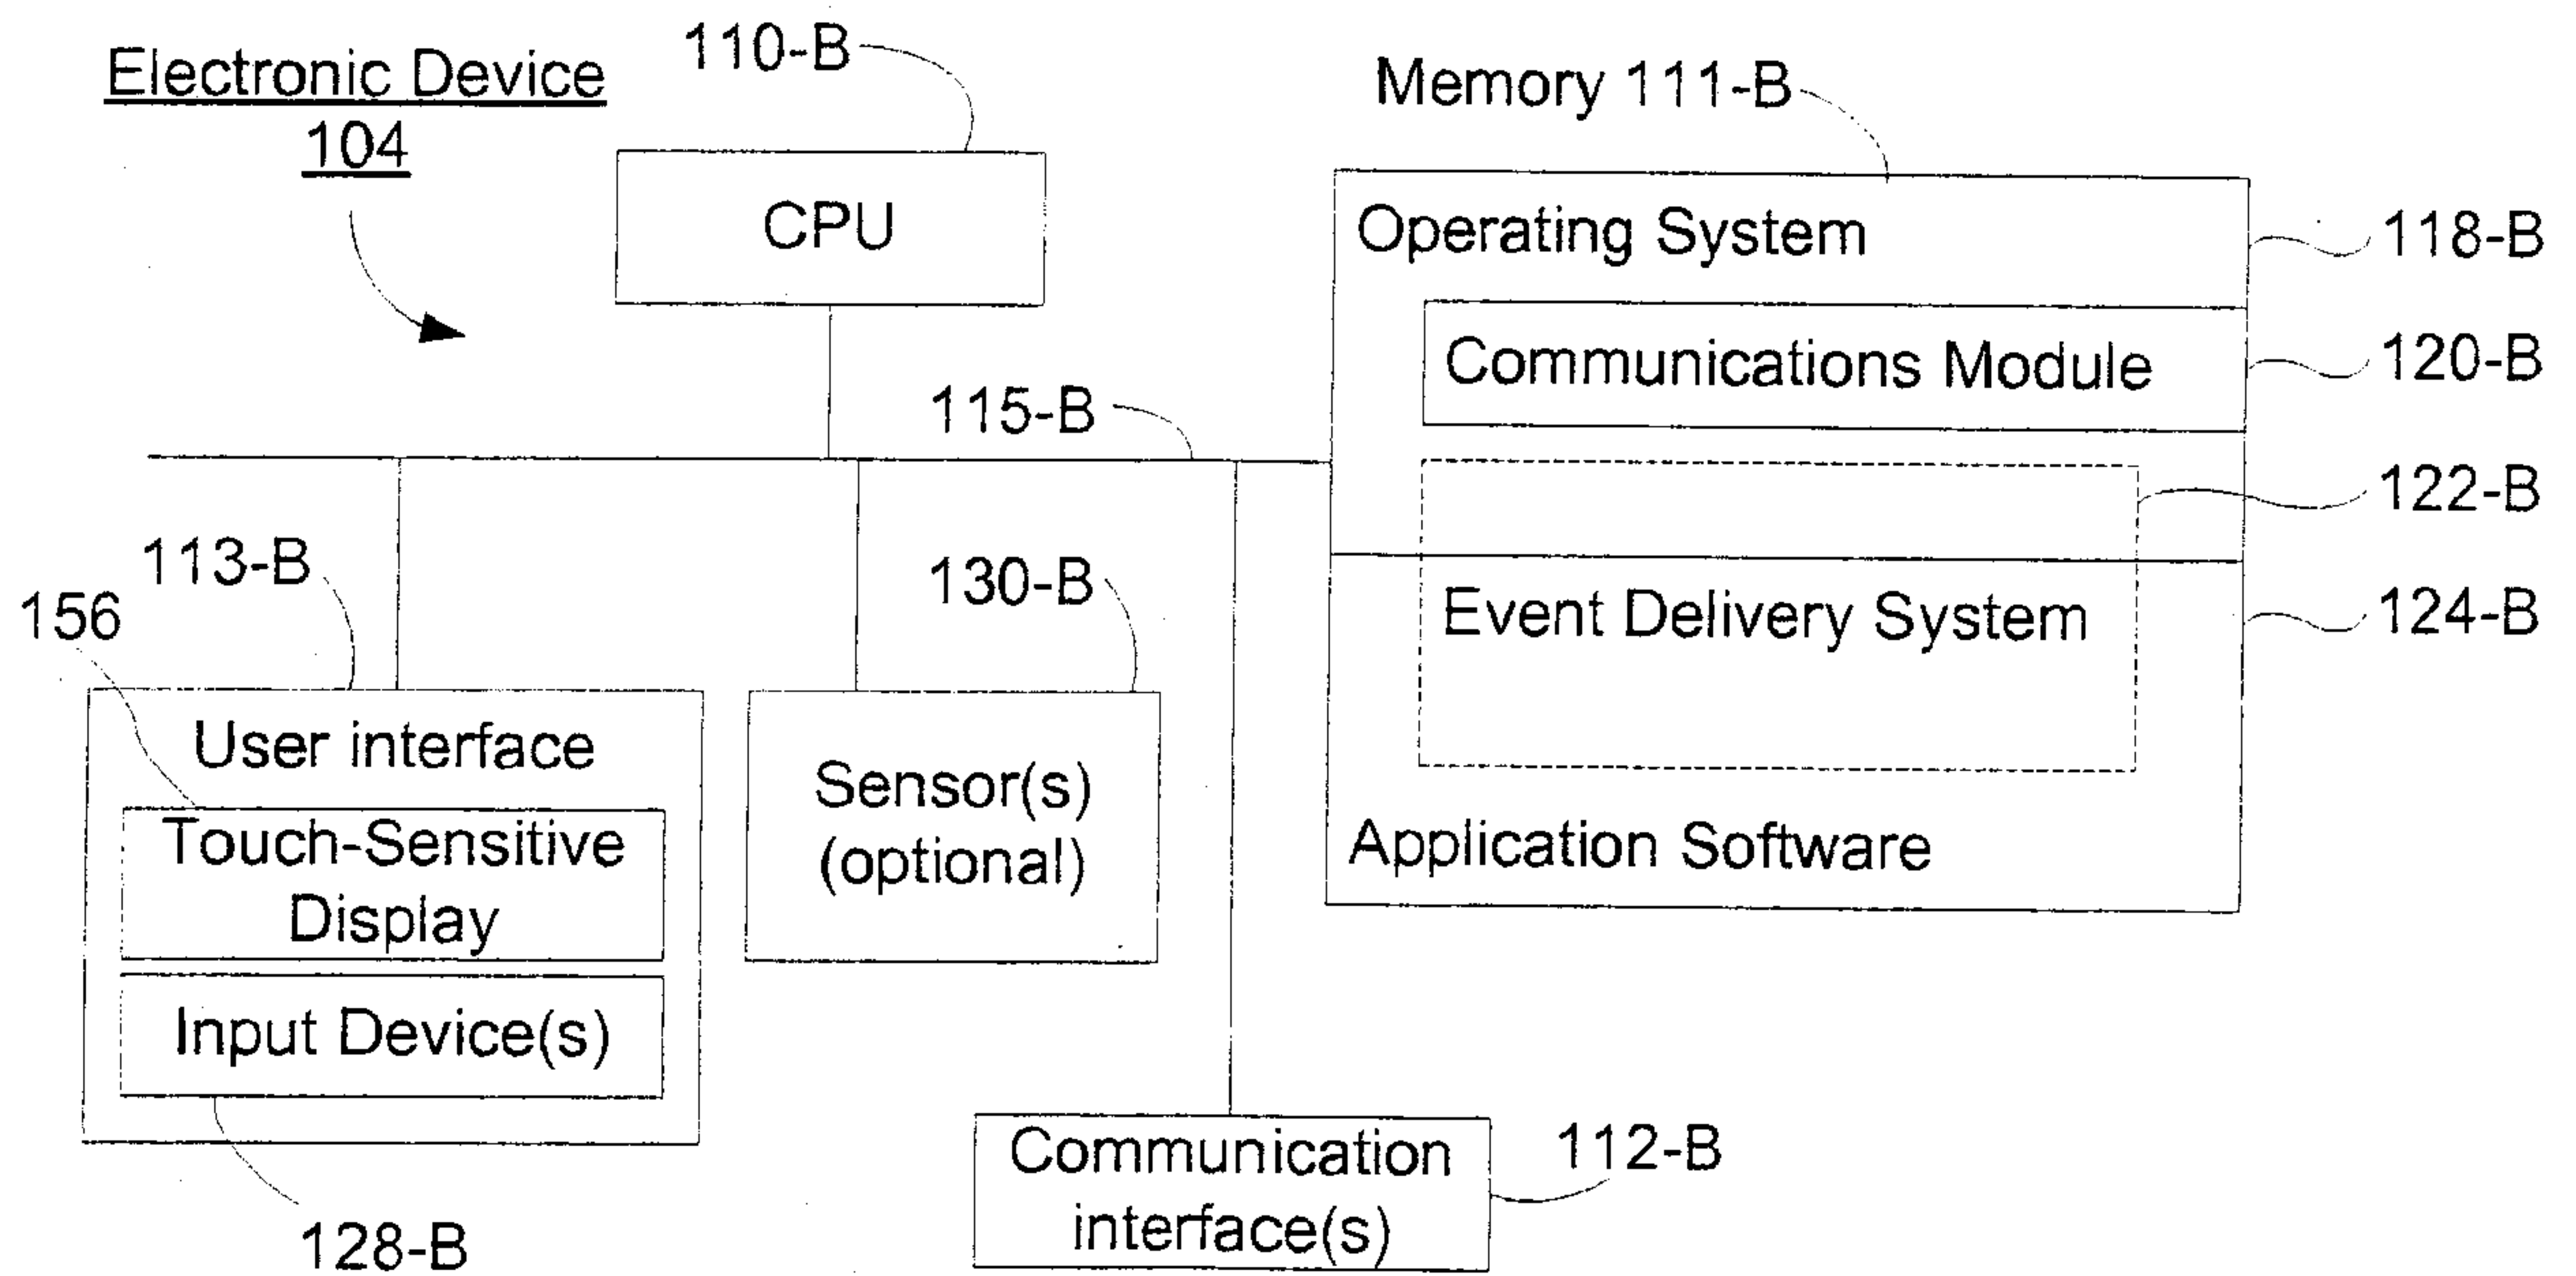 Electronic Device
104
110-B
CPU
Memory 111-B
Operating System
118-B
Communications Module
120-B
115-B
122-B
Event Delivery System
124-B
Application Software
113-B
156
User interface
Touch-Sensitive
Display
Input Device(s)
128-B
130-B
Sensor(s)
(optional)
Communication
interface(s)
112-B